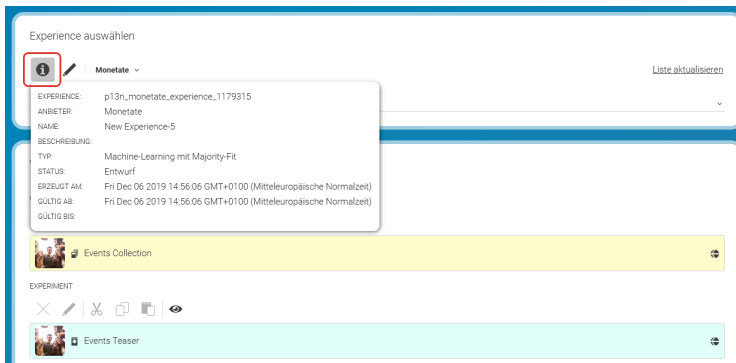 Experience auswählen
Monetate
Liste aktualisieren
EXPERIENCE: p13n_monetate_experience_1179315
ANBIETER: Monetate
NAME: New Experience-5
BESCHREIBUNG:
TYP: Machine-Learning mit Majority-Fit
STATUS: Entwurf
ERZEUGT AM: Fri Dec 06 2019 14:56:06 GMT+0100 (Mitteleuropäische Normalzeit)
GÜLTIG AB: Fri Dec 06 2019 14:56:06 GMT+0100 (Mitteleuropäische Normalzeit)
GÜLTIG BIS:
Events Collection
EXPERIMENT
Events Teaser